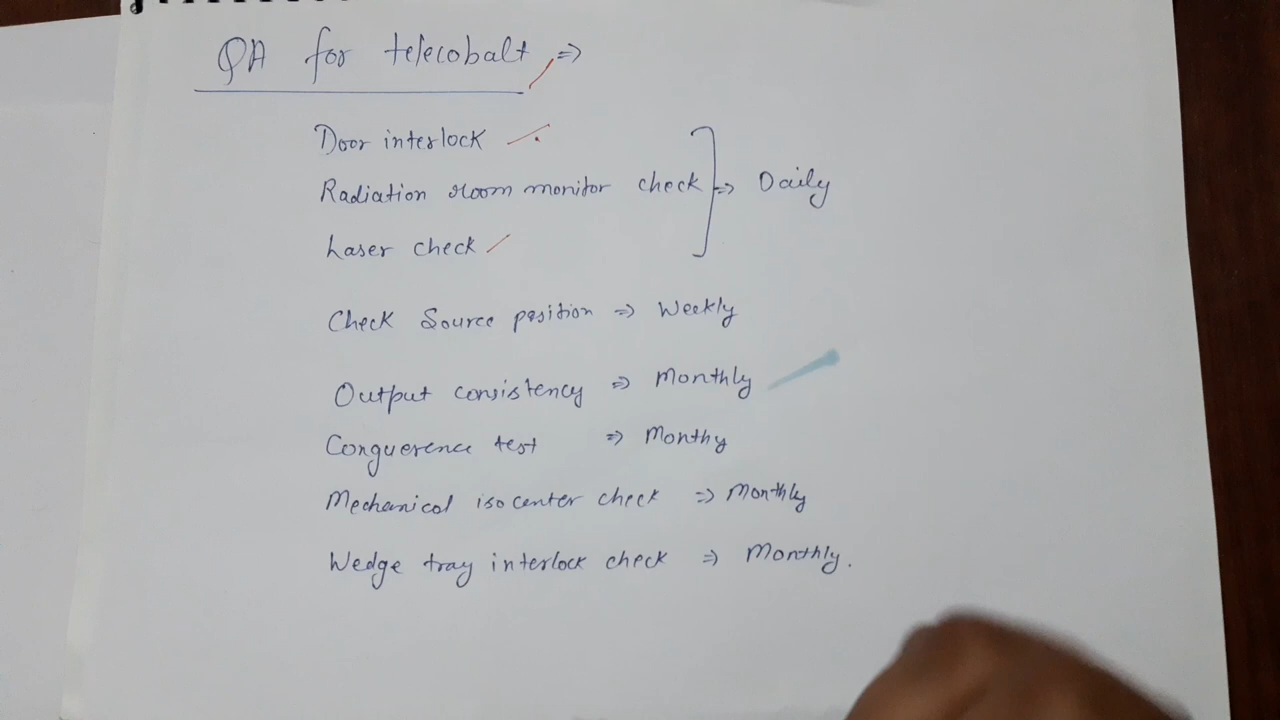 QA for telecobalt, ⇒
Door interlock
Radiation room monitor check ⇒ Daily
Laser check
Check Source position ⇒ Weekly
Output consistency ⇒ Monthly
Conguerence test ⇒ Monthy
Mechanical isocenter check ⇒ Monthly
Wedge tray interlock check ⇒ Monthly.